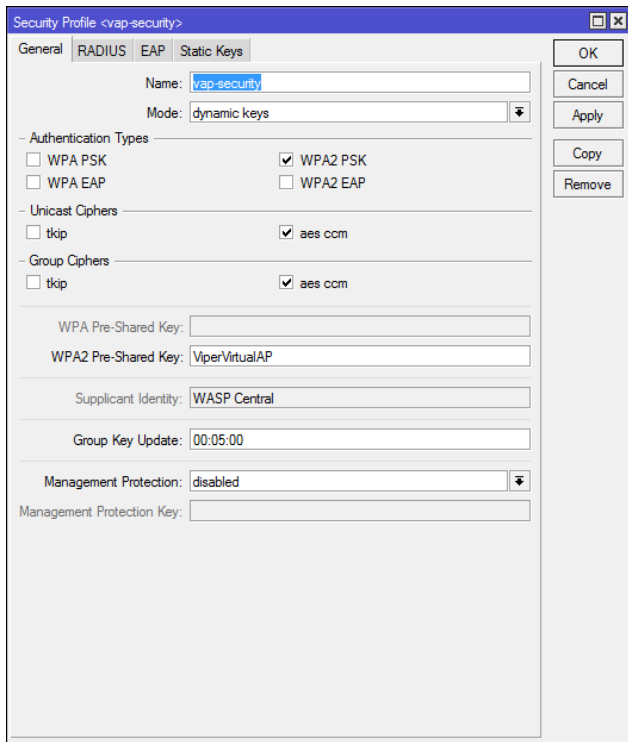 Security Profile <vap-security>
General RADIUS EAP Static Keys
OK
Name: vap-security
Cancel
Mode: dynamic keys
Apply
Authentication Types
WPA PSK WPA2 PSK
Copy
WPA EAP WPA2 EAP
Remove
Unicast Ciphers
tkip aes ccm
Group Ciphers
tkip aes ccm
WPA Pre-Shared Key:
WPA2 Pre-Shared Key: ViperVirtualAP
Supplicant Identity: WASP Central
Group Key Update: 00:05:00
Management Protection: disabled
Management Protection Key: